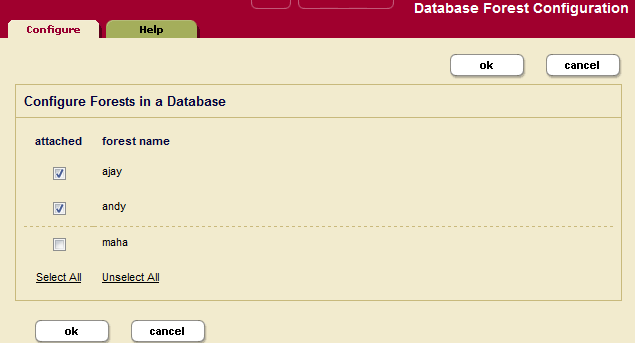 Database Forest Configuration
Configure Help
ok cancel
Configure Forests in a Database
attached forest name
ajay
andy
maha
Select All Unselect All
ok cancel